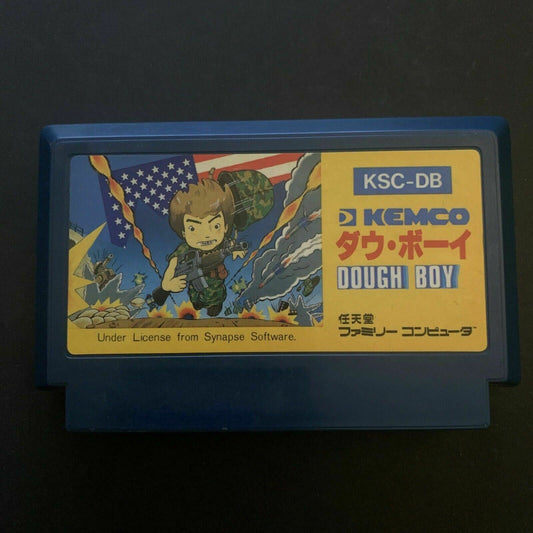 KSC-DB
KEMCO
ダウ・ボーイ
DOUGH BOY
任天堂
ファミリー コンピュータ
Under License from Synapse Software.